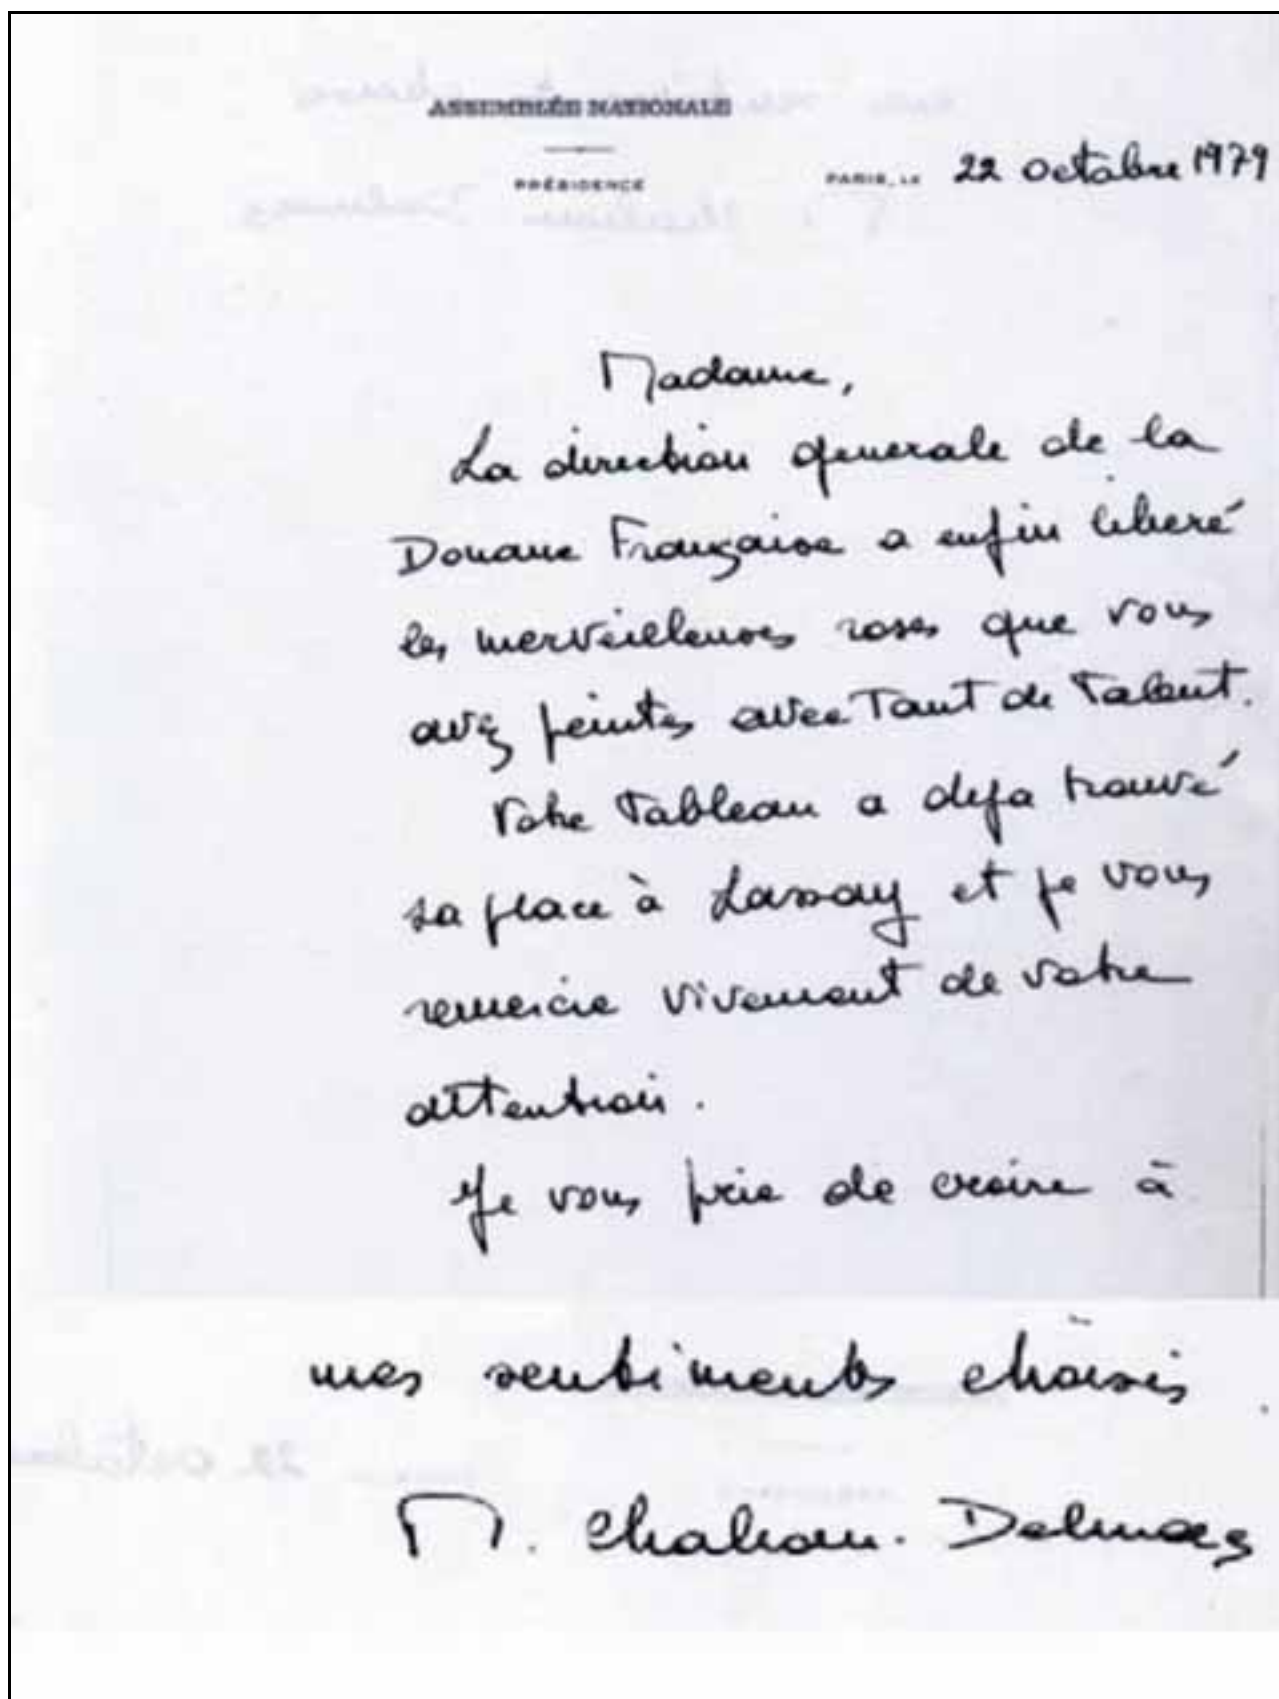 ASSEMBLÉE NATIONALE
PRÉSIDENCE
PARIS, LE 22 octobre 1979
Madame,
La direction generale de la
Douane Française a enfin libéré
les merveilleuses roses que vous
avez peintes avec Tant de Talent.
Votre Tableau a deja trouvé
sa place à Lassay et je vous
remercie vivement de votre
attention.
Je vous prie de croire à
mes sentiments choisis.
M. Chaban-Delmas